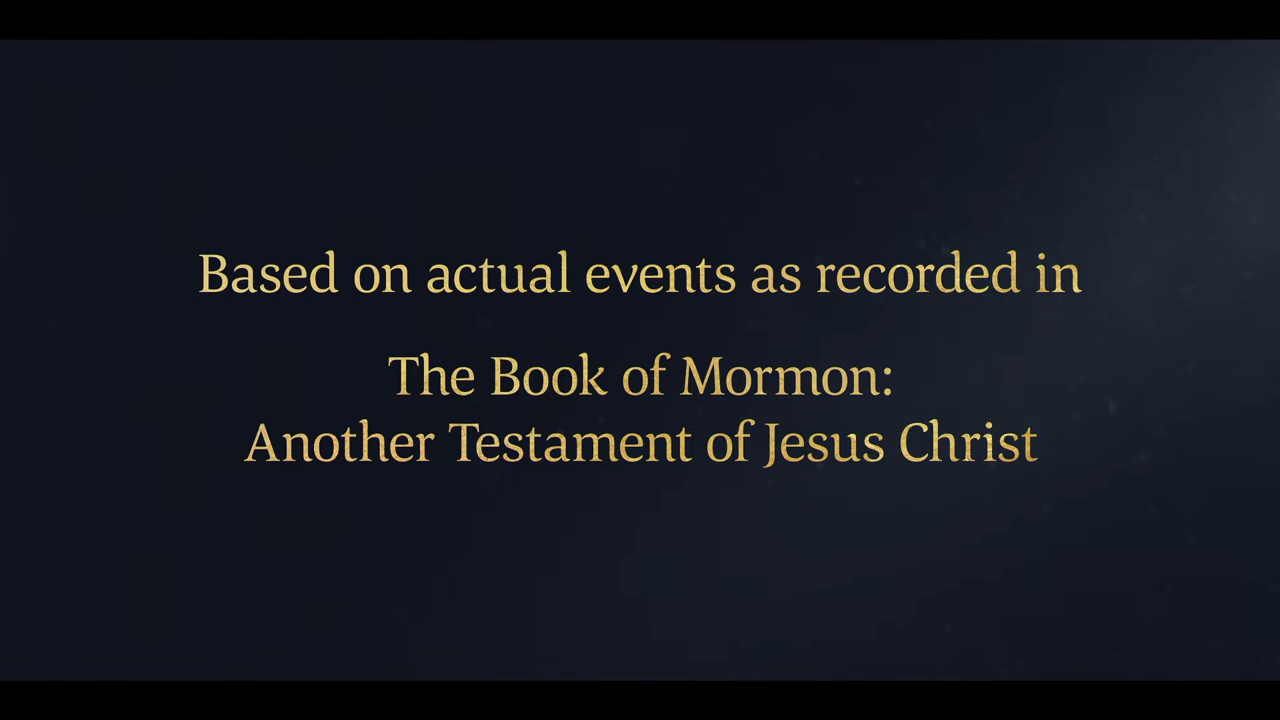 Based on actual events as recorded in
The Book of Mormon:
Another Testament of Jesus Christ